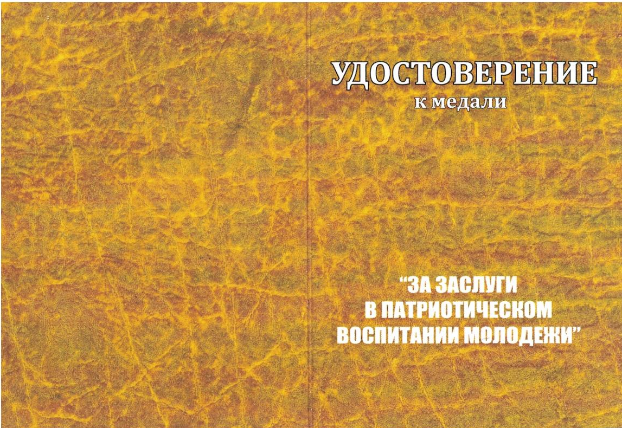 УДОСТОВЕРЕНИЕ
к медали
“ЗА ЗАСЛУГИ
В ПАТРИОТИЧЕСКОМ
ВОСПИТАНИИ МОЛОДЕЖИ”